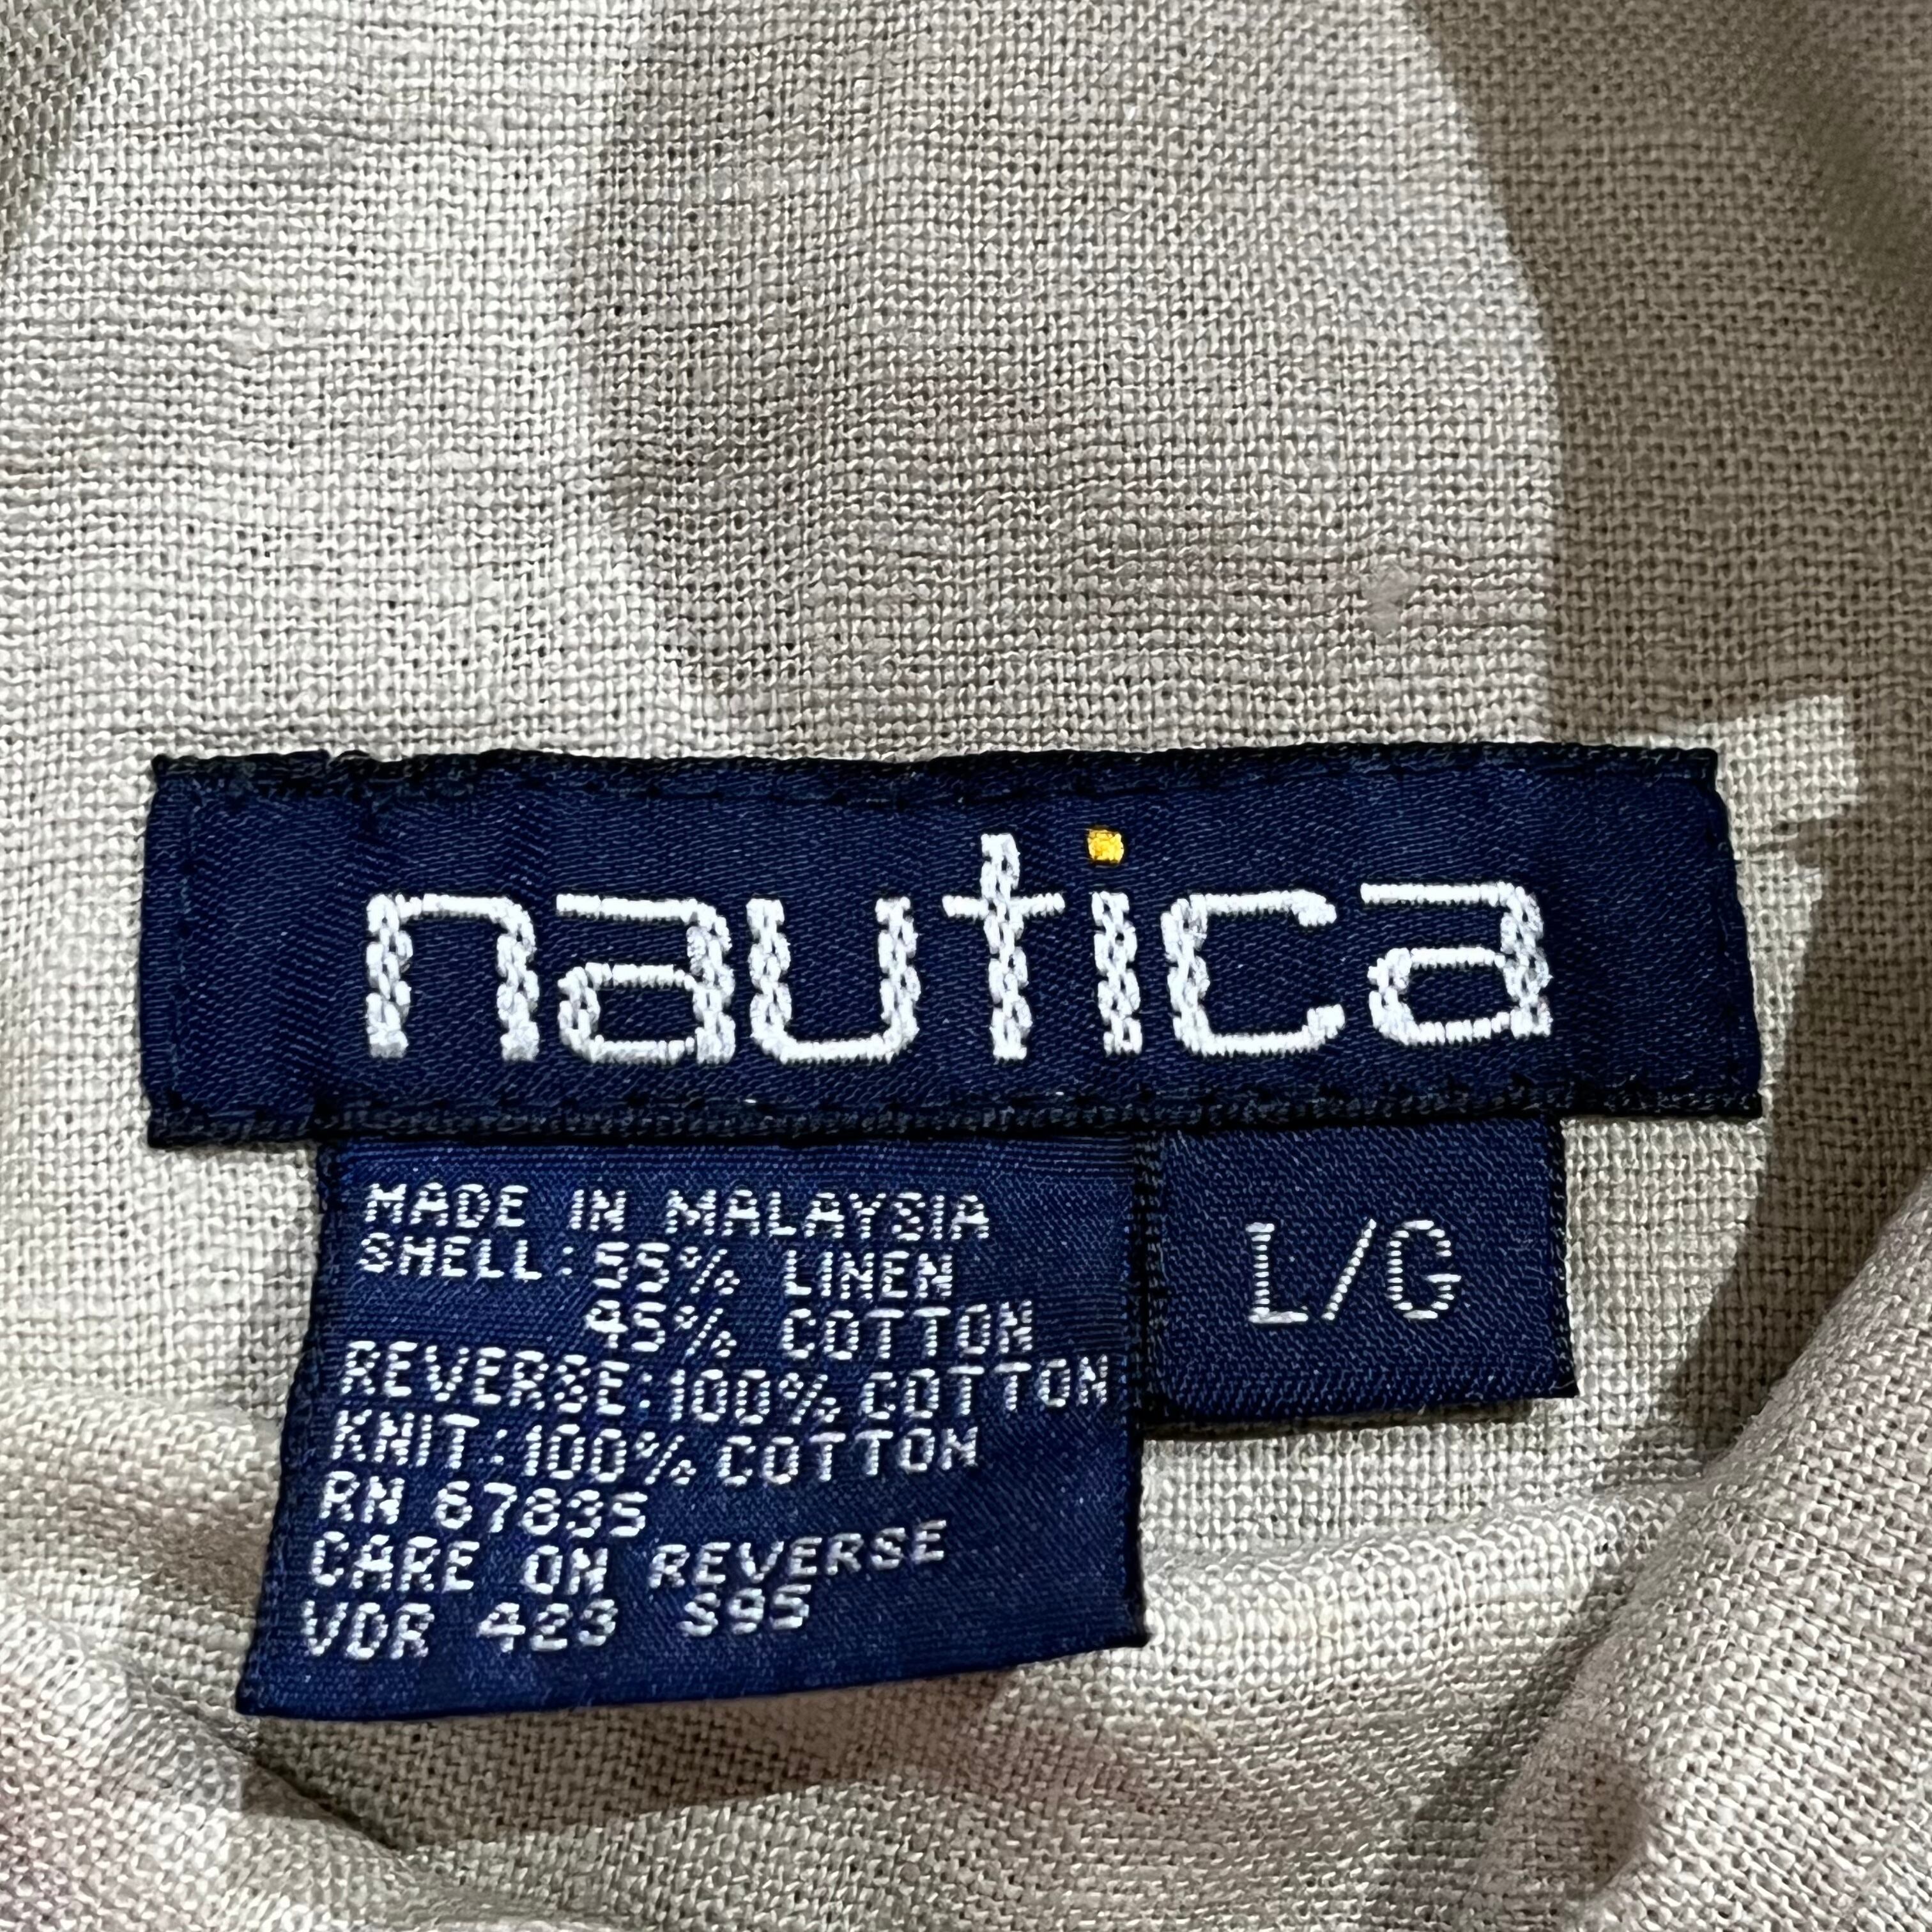 nautica
MADE IN MALAYSIA
SHELL: 55% LINEN
45% COTTON
REVERSE: 100% COTTON
KNIT: 100% COTTON
RN 67835
CARE ON REVERSE
VDR 423 S95
L/G